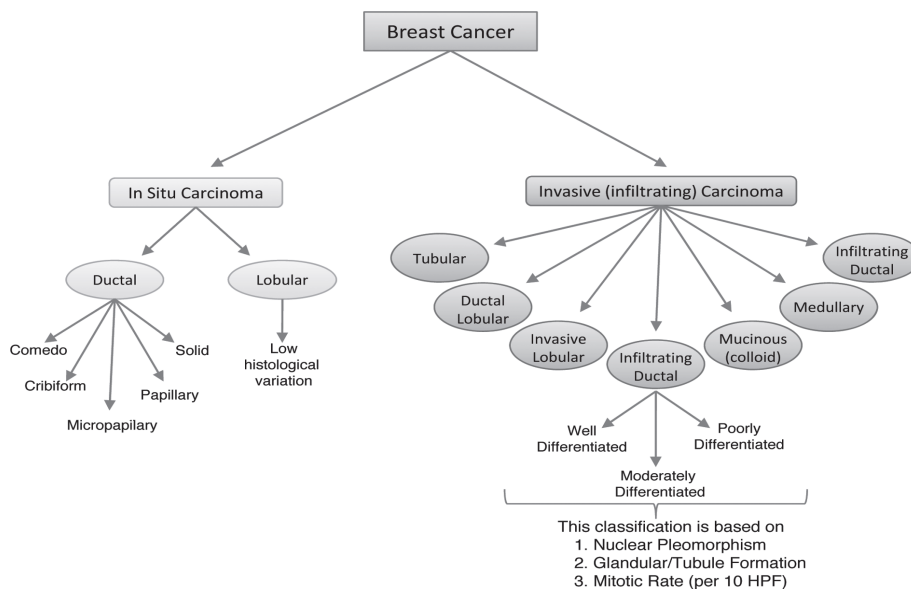 Breast Cancer
In Situ Carcinoma
Invasive (infiltrating) Carcinoma
Ductal
Lobular
Comedo
Cribiform
Micropapilary
Papillary
Solid
Low
histological
variation
Tubular
Ductal
Lobular
Invasive
Lobular
Infiltrating
Ductal
Mucinous
(colloid)
Medullary
Infiltrating
Ductal
Well
Differentiated
Moderately
Differentiated
Poorly
Differentiated
This classification is based on
1. Nuclear Pleomorphism
2. Glandular/Tubule Formation
3. Mitotic Rate (per 10 HPF)